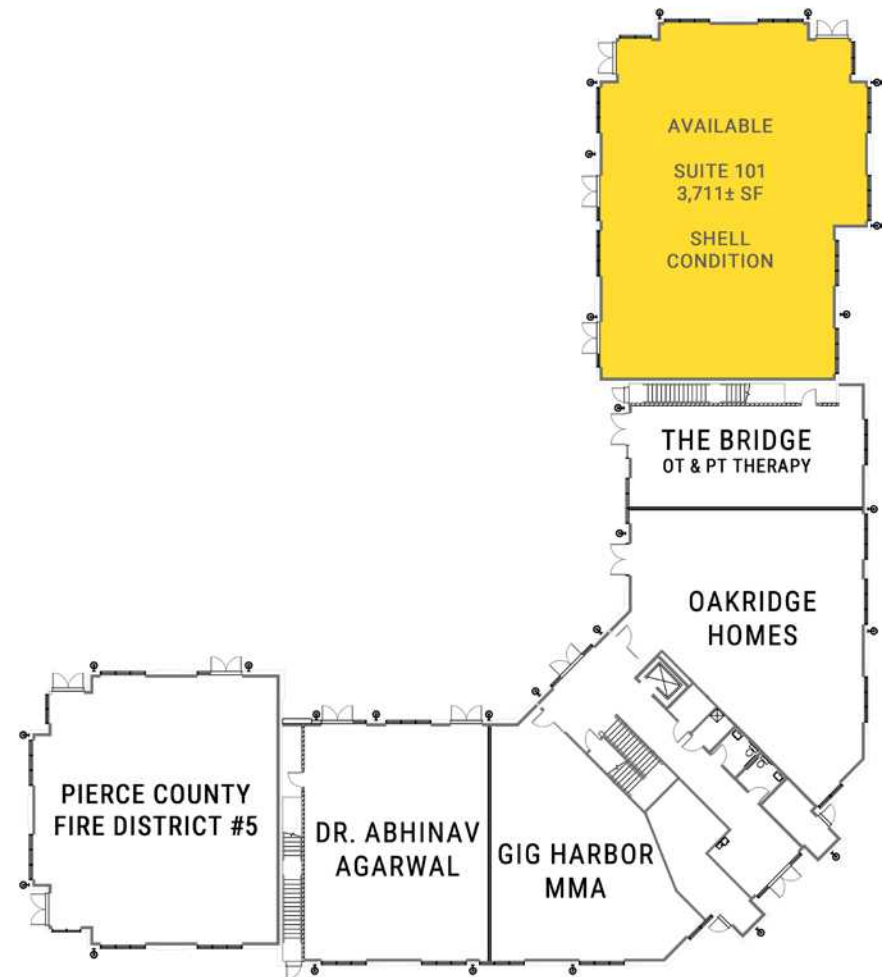 AVAILABLE
SUITE 101
3,711± SF
SHELL
CONDITION
THE BRIDGE
OT & PT THERAPY
OAKRIDGE
HOMES
PIERCE COUNTY
FIRE DISTRICT #5
DR. ABHINAV
AGARWAL
GIG HARBOR
MMA